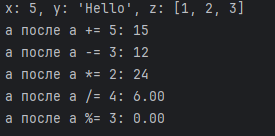 x: 5, y: 'Hello', z: [1, 2, 3]
a после a += 5: 15
a после a -= 3: 12
a после a *= 2: 24
a после a /= 4: 6.00
a после a %= 3: 0.00